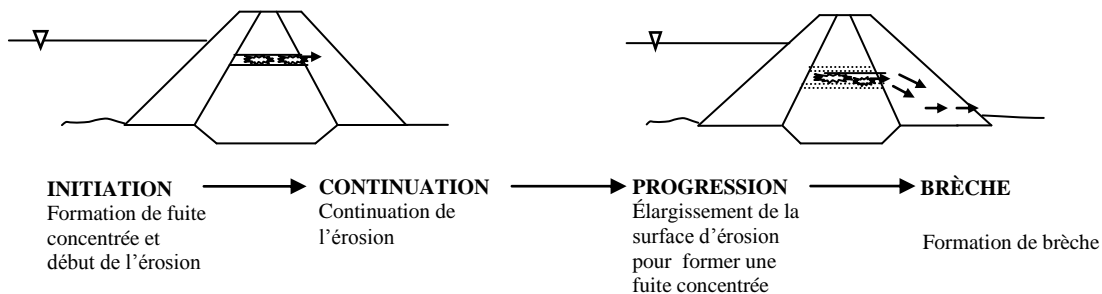 INITIATION
Formation de fuite
concentrée et
début de l'érosion
CONTINUATION
Continuation de
l'érosion
PROGRESSION
Élargissement de la
surface d'érosion
pour former une
fuite concentrée
BRÈCHE
Formation de brèche